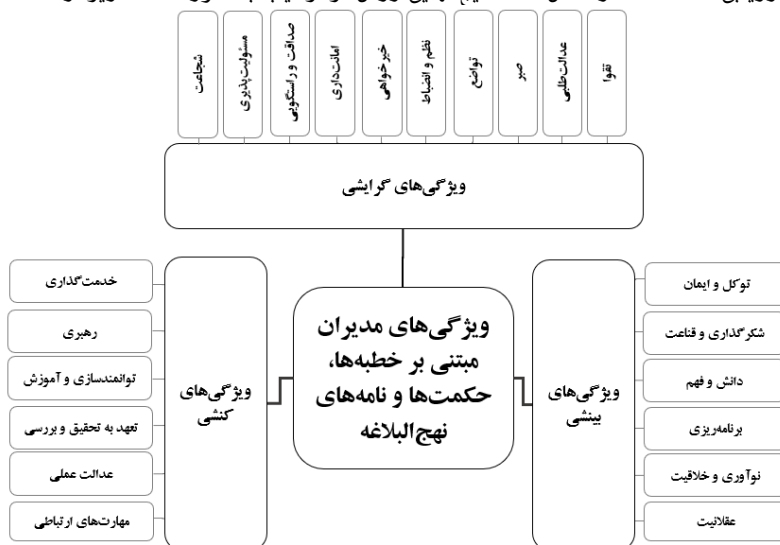 تقوا
عدالت‌طلبی
صبر
تواضع
نظم و انضباط
خیرخواهی
امانت‌داری
صداقت و راستگویی
مسئولیت‌پذیری
شجاعت
ویژگی‌های گرایشی
ویژگی‌های مدیران
مبتنی بر خطبه‌ها،
حکمت‌ها و نامه‌های
نهج‌البلاغه
ویژگی‌های
بینشی
توکل و ایمان
شکرگذاری و قناعت
دانش و فهم
برنامه‌ریزی
نوآوری و خلاقیت
عقلانیت
ویژگی‌های
کنشی
خدمت‌گذاری
رهبری
توانمندسازی و آموزش
تعهد به تحقیق و بررسی
عدالت عملی
مهارت‌های ارتباطی